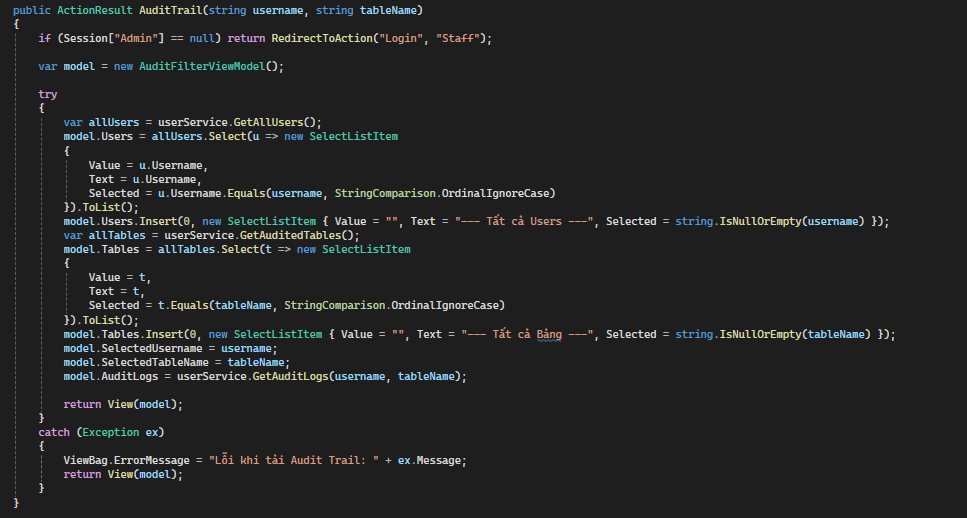 public ActionResult AuditTrail(string username, string tableName)
{
if (Session["Admin"] == null) return RedirectToAction("Login", "Staff");
var model = new AuditFilterViewModel();
try
{
var allUsers = userService.GetAllUsers();
model.Users = allUsers.Select(u => new SelectListItem
{
Value = u.Username,
Text = u.Username,
Selected = u.Username.Equals(username, StringComparison.OrdinalIgnoreCase)
}).ToList();
model.Users.Insert(0, new SelectListItem { Value = "", Text = "--- Tất cả Users ---", Selected = string.IsNullOrEmpty(username) });
var allTables = userService.GetAuditedTables();
model.Tables = allTables.Select(t => new SelectListItem
{
Value = t,
Text = t,
Selected = t.Equals(tableName, StringComparison.OrdinalIgnoreCase)
}).ToList();
model.Tables.Insert(0, new SelectListItem { Value = "", Text = "--- Tất cả Bảng ---", Selected = string.IsNullOrEmpty(tableName) });
model.SelectedUsername = username;
model.SelectedTableName = tableName;
model.AuditLogs = userService.GetAuditLogs(username, tableName);
return View(model);
}
catch (Exception ex)
{
ViewBag.ErrorMessage = "Lỗi khi tải Audit Trail: " + ex.Message;
return View(model);
}
}